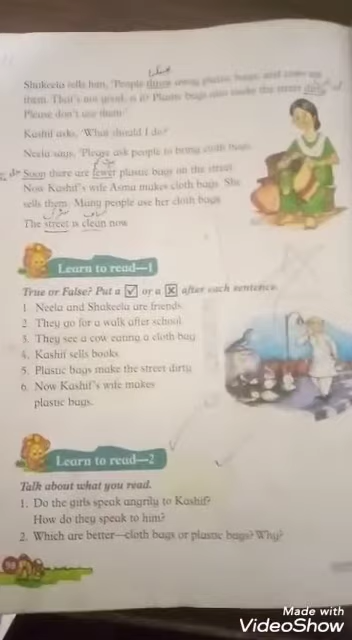 Shakeela tells him, 'People throw away plastic bags and cows eat
them. That's not good, is it? Plastic bags also make the street dirty.
Please don't use them.'
Kashif asks, 'What should I do?'
Neela says, 'Please ask people to bring cloth bags.'
Soon there are fewer plastic bags on the street.
Now Kashif's wife Asma makes cloth bags. She
sells them. Many people use her cloth bags.
The street is clean now.
Learn to read—1
True or False? Put a ☑ or a ☒ after each sentence.
1 Neela and Shakeela are friends.
2 They go for a walk after school.
3. They see a cow eating a cloth bag.
4. Kashif sells books.
5. Plastic bags make the street dirty.
6. Now Kashif's wife makes
plastic bags.
Learn to read—2
Talk about what you read.
1. Do the girls speak angrily to Kashif?
How do they speak to him?
2. Which are better—cloth bags or plastic bags? Why?
Made with
VideoShow